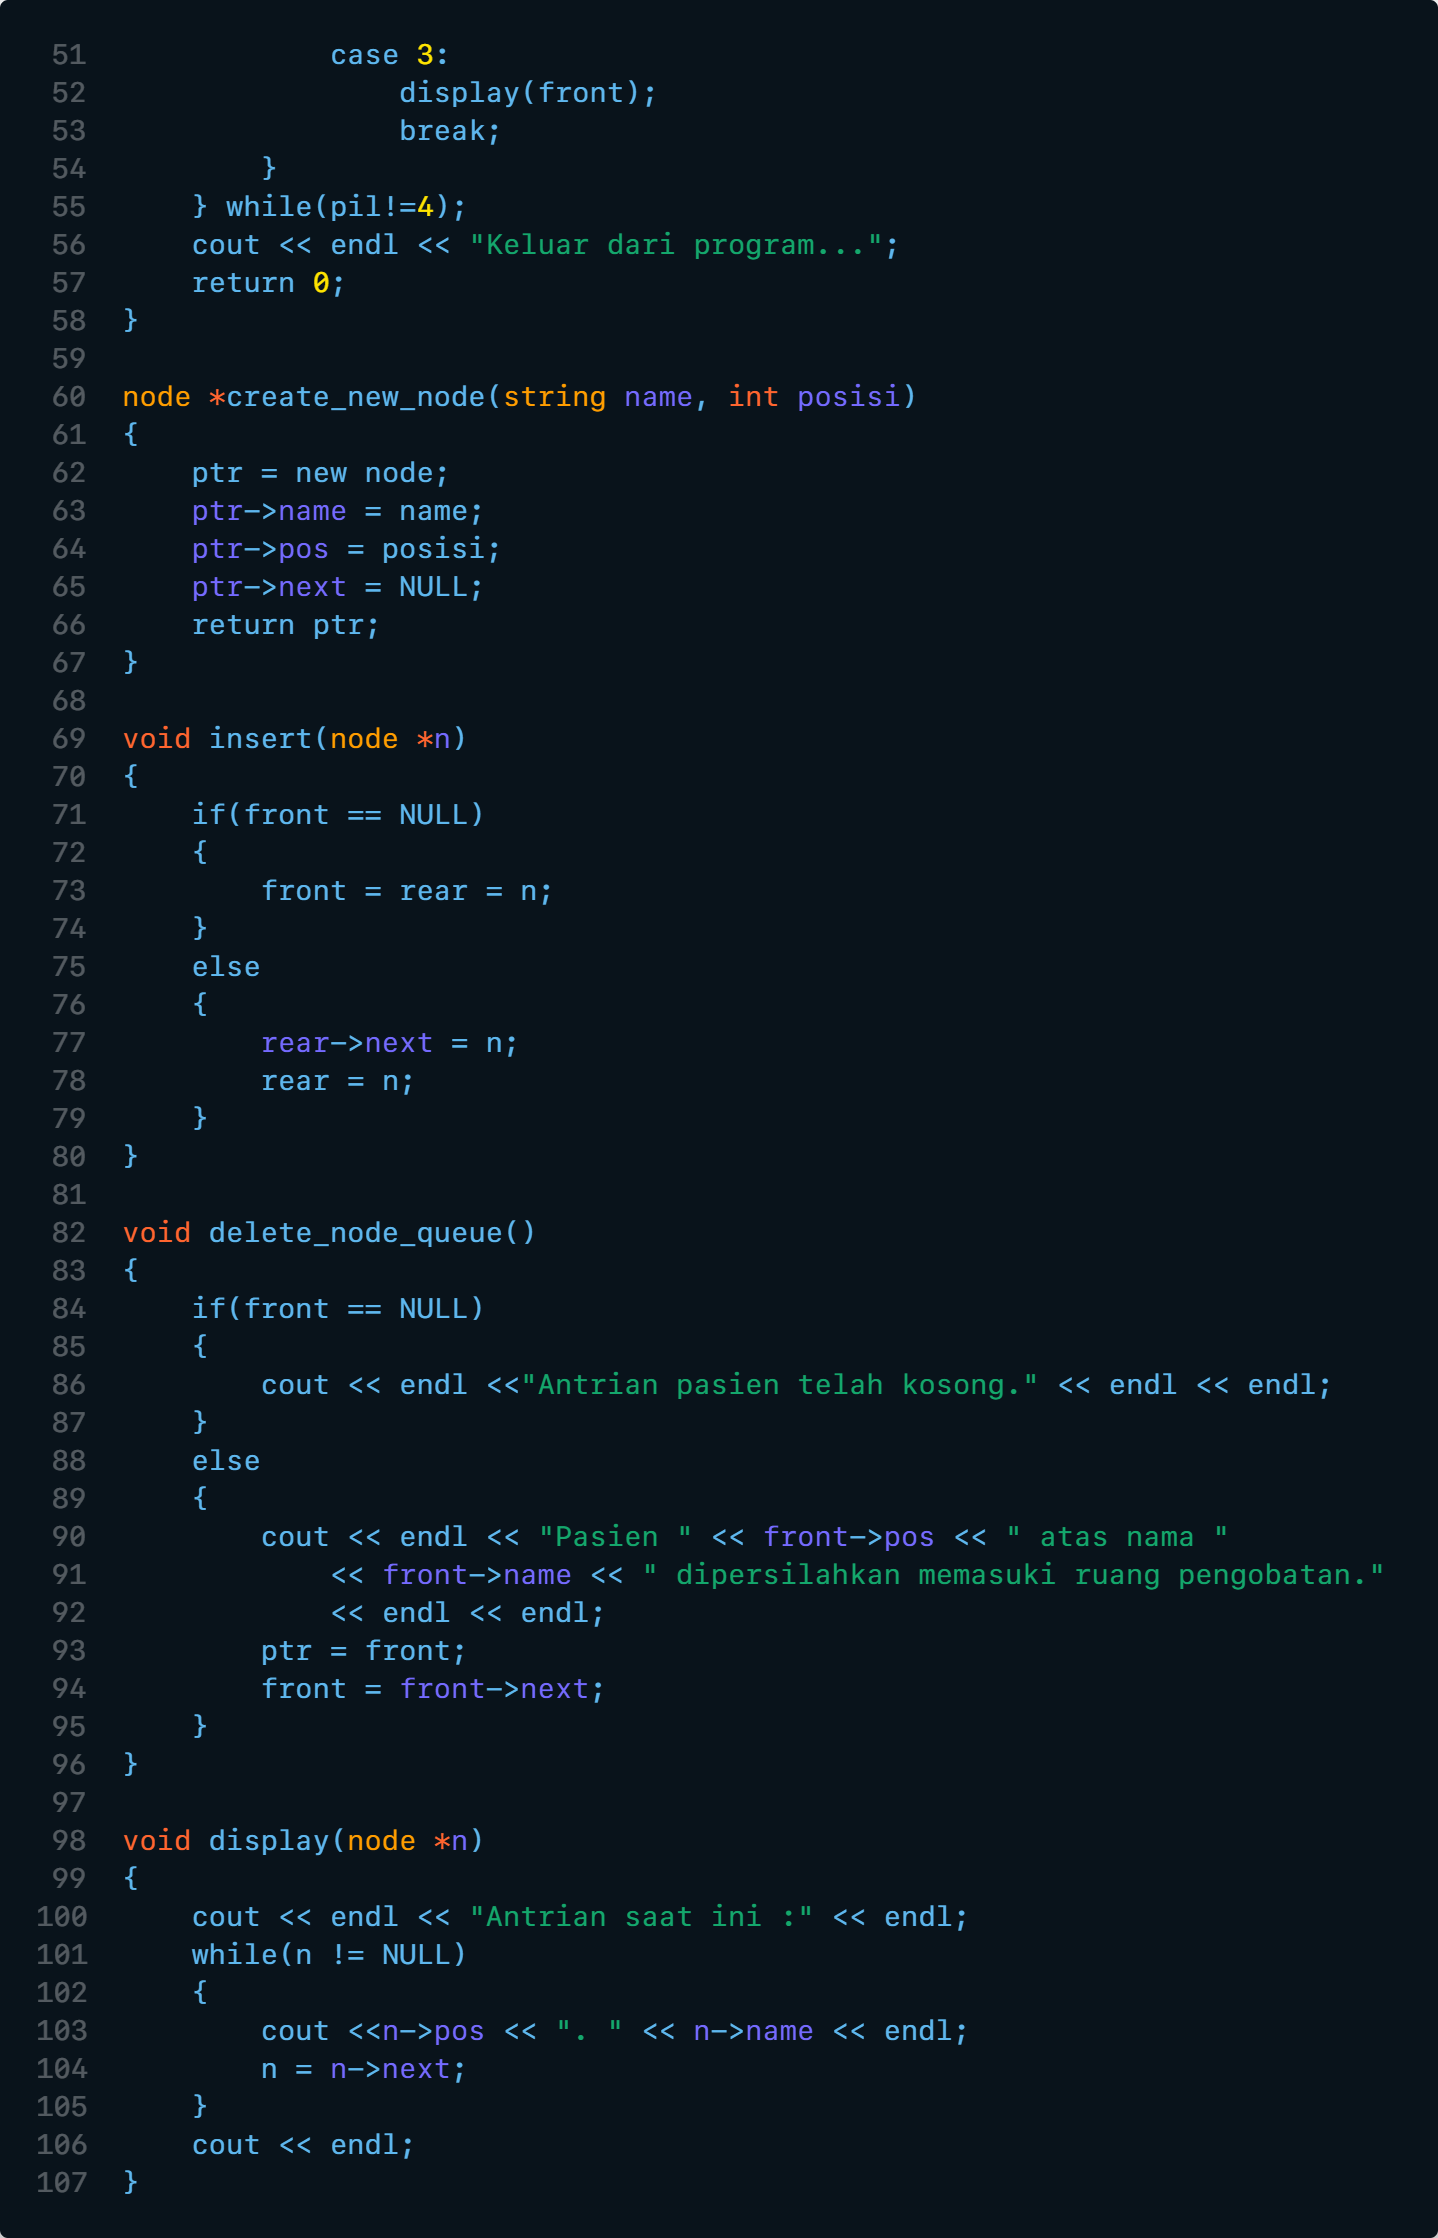 51              case 3:
52                  display(front);
53                  break;
54          }
55      } while(pil!=4);
56      cout << endl << "Keluar dari program...";
57      return 0;
58  }
59
60  node *create_new_node(string name, int posisi)
61  {
62      ptr = new node;
63      ptr->name = name;
64      ptr->pos = posisi;
65      ptr->next = NULL;
66      return ptr;
67  }
68
69  void insert(node *n)
70  {
71      if(front == NULL)
72      {
73          front = rear = n;
74      }
75      else
76      {
77          rear->next = n;
78          rear = n;
79      }
80  }
81
82  void delete_node_queue()
83  {
84      if(front == NULL)
85      {
86          cout << endl <<"Antrian pasien telah kosong." << endl << endl;
87      }
88      else
89      {
90          cout << endl << "Pasien " << front->pos << " atas nama "
91              << front->name << " dipersilahkan memasuki ruang pengobatan."
92              << endl << endl;
93          ptr = front;
94          front = front->next;
95      }
96  }
97
98  void display(node *n)
99  {
100     cout << endl << "Antrian saat ini :" << endl;
101     while(n != NULL)
102     {
103         cout <<n->pos << ". " << n->name << endl;
104         n = n->next;
105     }
106     cout << endl;
107 }